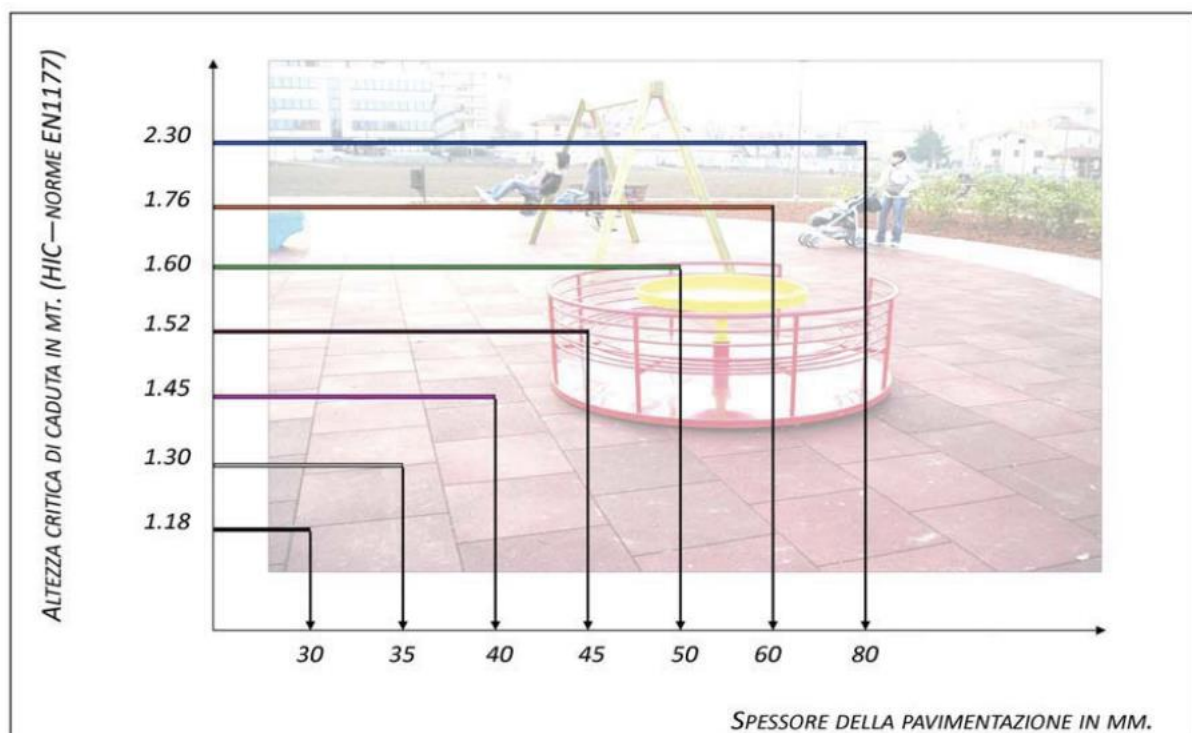 ALTEZZA CRITICA DI CADUTA IN MT. (HIC—NORME EN1177)
2.30
1.76
1.60
1.52
1.45
1.30
1.18
30 35 40 45 50 60 80
SPESSORE DELLA PAVIMENTAZIONE IN MM.